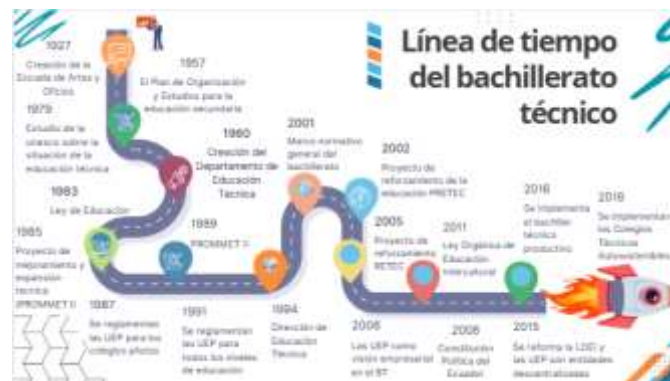 Línea de tiempo
del bachillerato
técnico
1927
Creación de la
Escuela de Artes y
Oficios
1957
El Plan de Organización
y Estudios para la
educación secundaria
1979
Estudio de la
sobre la
situación de la
educación técnica
1960
Creación del
Departamento de
Educación
Técnica
1983
Ley de Educación
1985
Proyecto de
mejoramiento y
expansión
técnica
1987
Se reglamentan
las UEP para los
colegios
1989
PROMMET II
1991
Se reglamentan
las UEP para
todos los niveles
de educación
1994
Dirección de
Educación
Técnica
2001
Marco normativo
general del
bachillerato
2002
Proyecto de
reforzamiento de la
educación PRETEC
2005
Proyecto de
reforzamiento
RETEC
Las UEP como
visión empresarial
en el BT
Constitución
Política del
Ecuador
2011
Ley Orgánica de
Educación
Intercultural
2015
Se reforma la LOEI y
las UEP son entidades
descentralizadas
2016
Se implementa
el bachiller
técnico
productivo
Se implementan
los Colegios
Técnicos